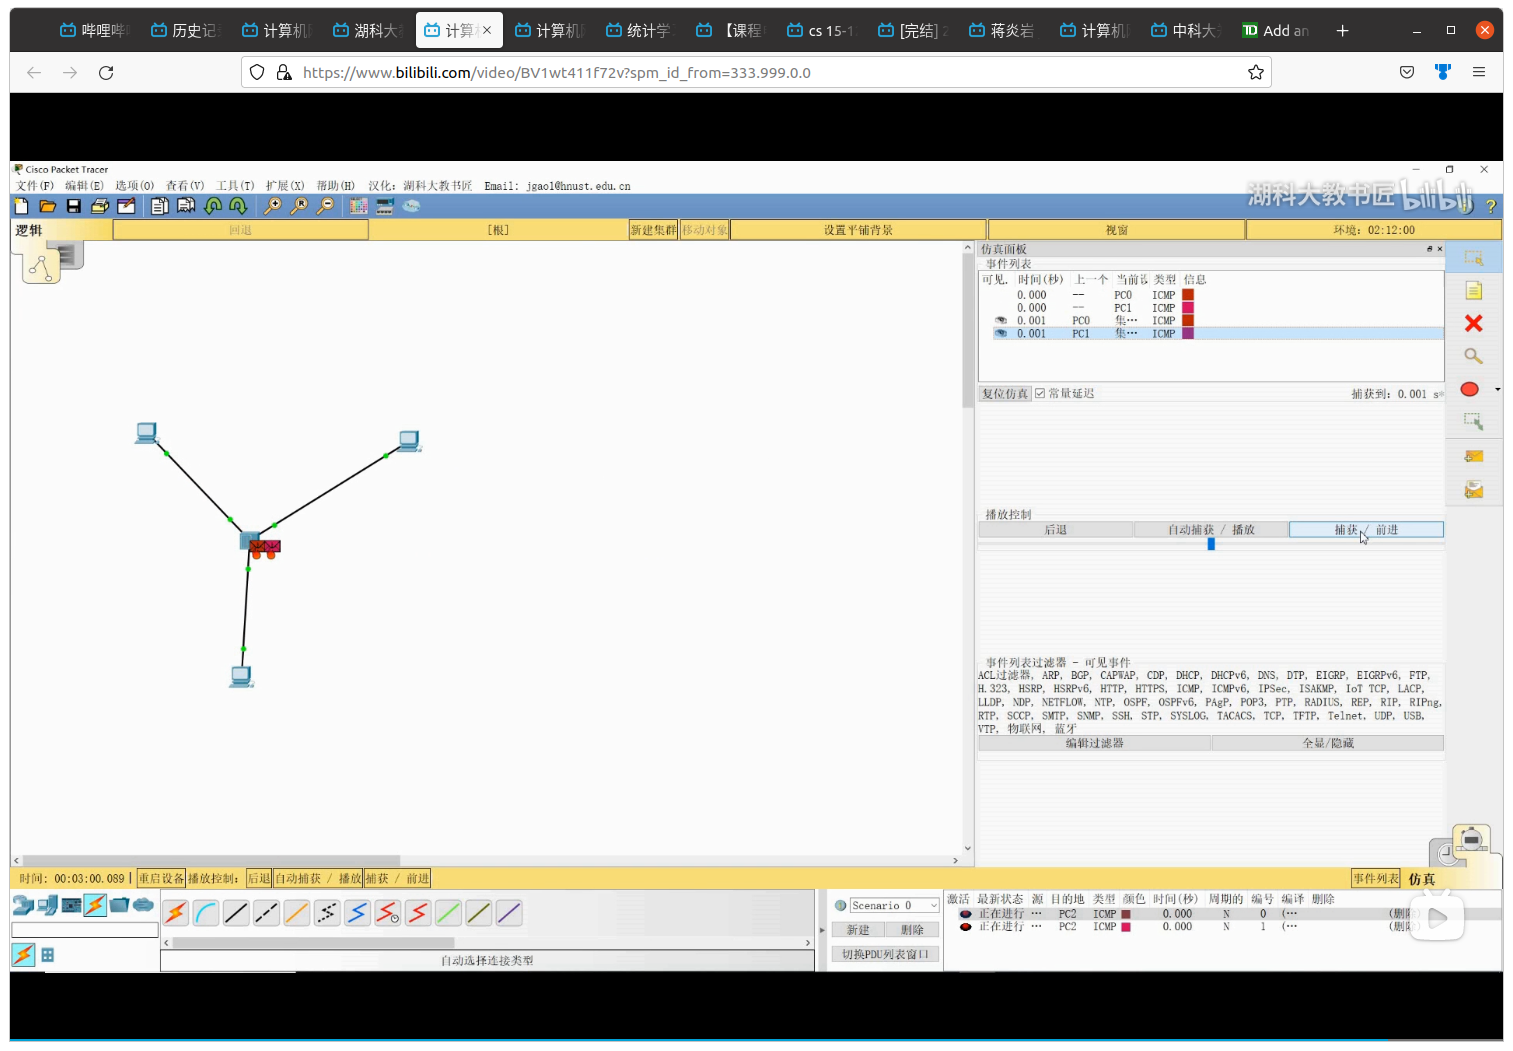 哔哩哔
历史记
计算机
湖科大
计算
计算机
统计学
【课程
cs 15-1
[完结] 2
蒋炎岩
计算机
中科大
Add an
https://www.bilibili.com/video/BV1wt411f72v?spm_id_from=333.999.0.0
Cisco Packet Tracer
文件(F) 编辑(E) 选项(O) 查看(V) 工具(T) 扩展(X) 帮助(H) 汉化: 湖科大教书匠 Email: jgaol@hnust.edu.cn
湖科大教书匠 bilibili
逻辑 回退 [根] 新建集群 移动对象 设置平铺背景 视窗 环境: 02:12:00
仿真面板
事件列表
可见. 时间(秒) 上一个 当前 类型 信息
0.000 -- PC0 ICMP
0.000 -- PC1 ICMP
0.001 PC0 集… ICMP
0.001 PC1 集… ICMP
复位仿真 常量延迟 捕获到: 0.001 s
播放控制
后退 自动捕获 / 播放 捕获 / 前进
事件列表过滤器 - 可见事件
ACL过滤器, ARP, BGP, CAPWAP, CDP, DHCP, DHCPv6, DNS, DTP, EIGRP, EIGRPv6, FTP,
H.323, HSRP, HSRPv6, HTTP, HTTPS, ICMP, ICMPv6, IPSec, ISAKMP, IoT TCP, LACP,
LLDP, NDP, NETFLOW, NTP, OSPF, OSPFv6, PAgP, POP3, PTP, RADIUS, REP, RIP, RIPng,
RTP, SCCP, SMTP, SNMP, SSH, STP, SYSLOG, TACACS, TCP, TFTP, Telnet, UDP, USB,
VTP, 物联网, 蓝牙
编辑过滤器 全显/隐藏
时间: 00:03:00.089 重启设备 播放控制: 后退 自动捕获 / 播放 捕获 / 前进 事件列表 仿真
Scenario 0
新建 删除
切换PDU列表窗口
自动选择连接类型
激活 最新状态 源 目的地 类型 颜色 时间(秒) 周期的 编号 编译 删除
正在进行 … PC2 ICMP 0.000 N 0 (… (删
正在进行 … PC2 ICMP 0.000 N 1 (… (删